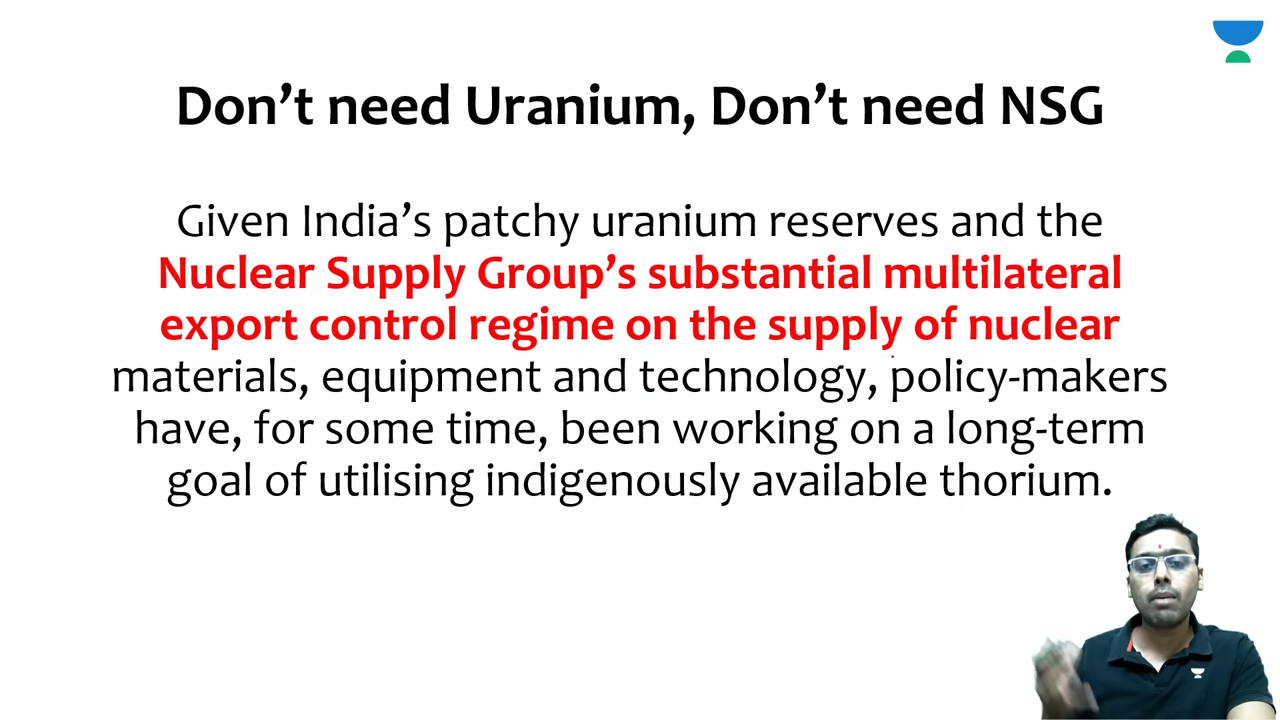 Don’t need Uranium, Don’t need NSG
Given India’s patchy uranium reserves and the
Nuclear Supply Group’s substantial multilateral
export control regime on the supply of nuclear
materials, equipment and technology, policy-makers
have, for some time, been working on a long-term
goal of utilising indigenously available thorium.